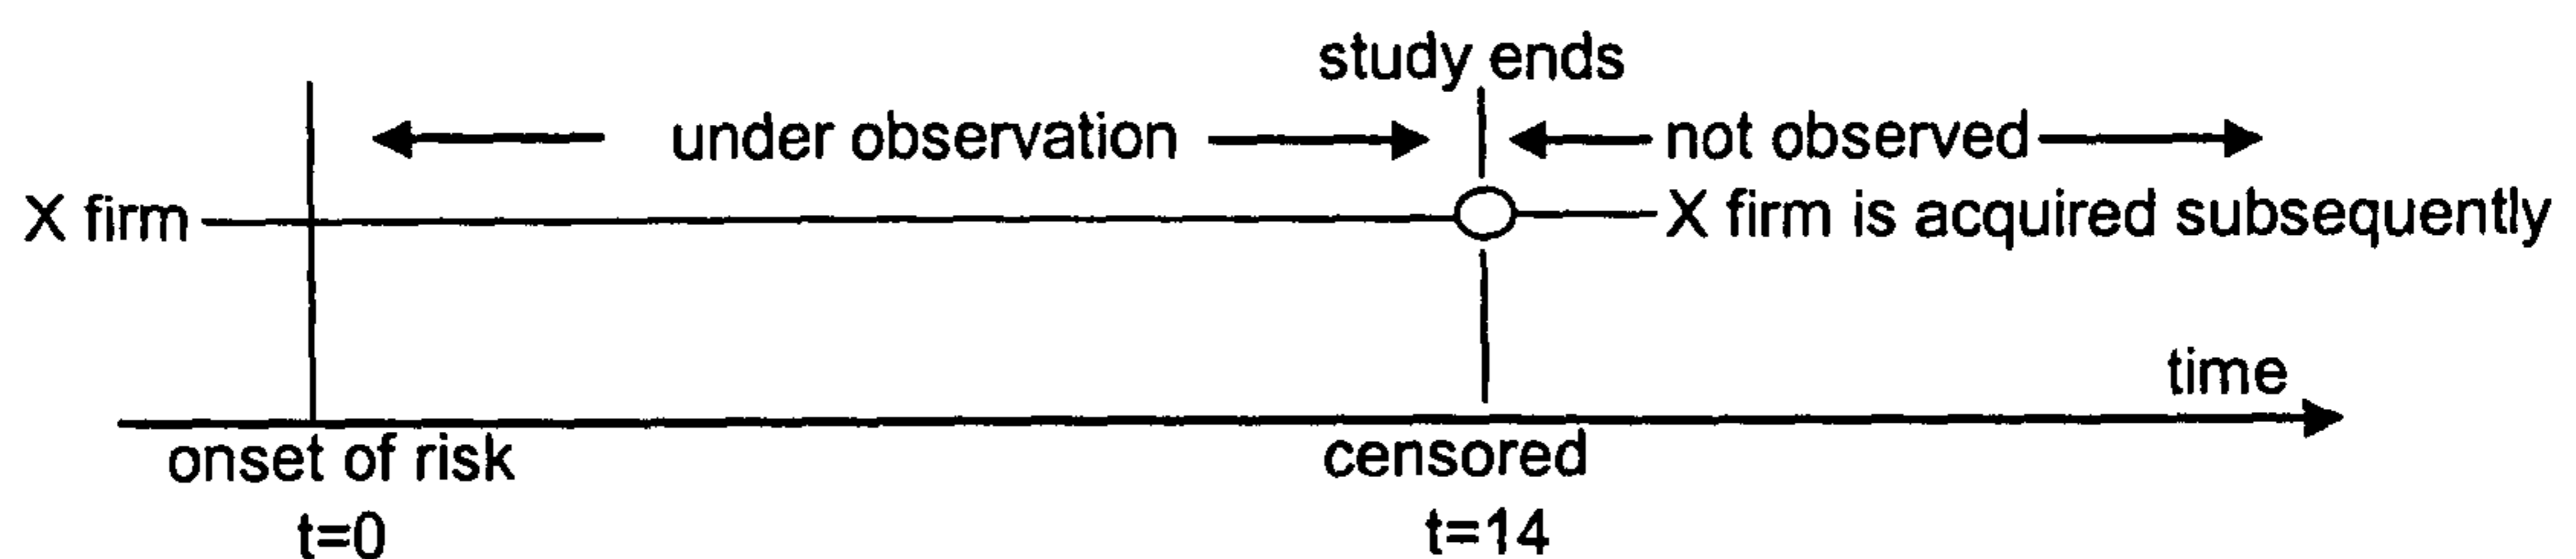 study ends
under observation
not observed
X firm
X firm is acquired subsequently
time
onset of risk
censored
t=0
t=14